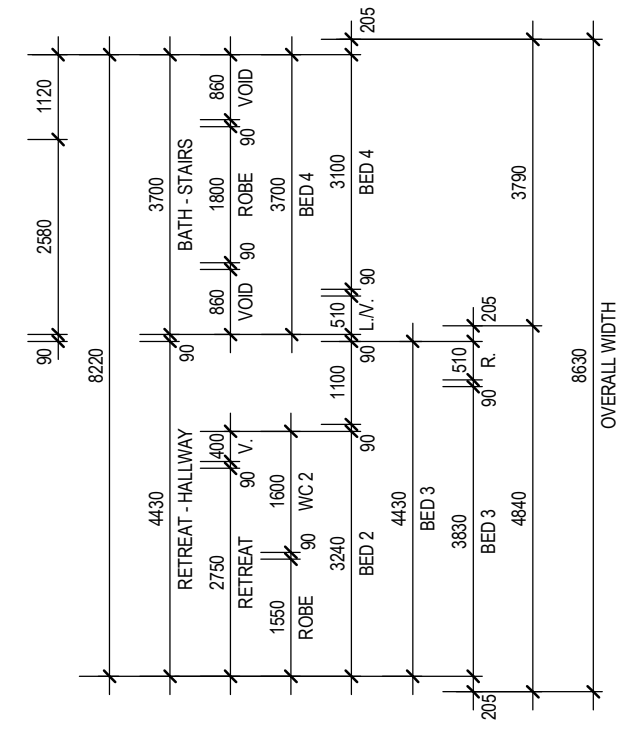 90 2580 1120
8220
4430 90 3700
RETREAT - HALLWAY BATH - STAIRS
2750 90 400 860 90 1800 90 860
RETREAT V. VOID ROBE VOID
1550 90 1600 3700
ROBE WC 2 BED 4
3240 90 1100 90 510 90 3100 205
BED 2 L./V. BED 4
4430
BED 3
205 3830 90 510 205
BED 3 R.
4840 3790
8630
OVERALL WIDTH